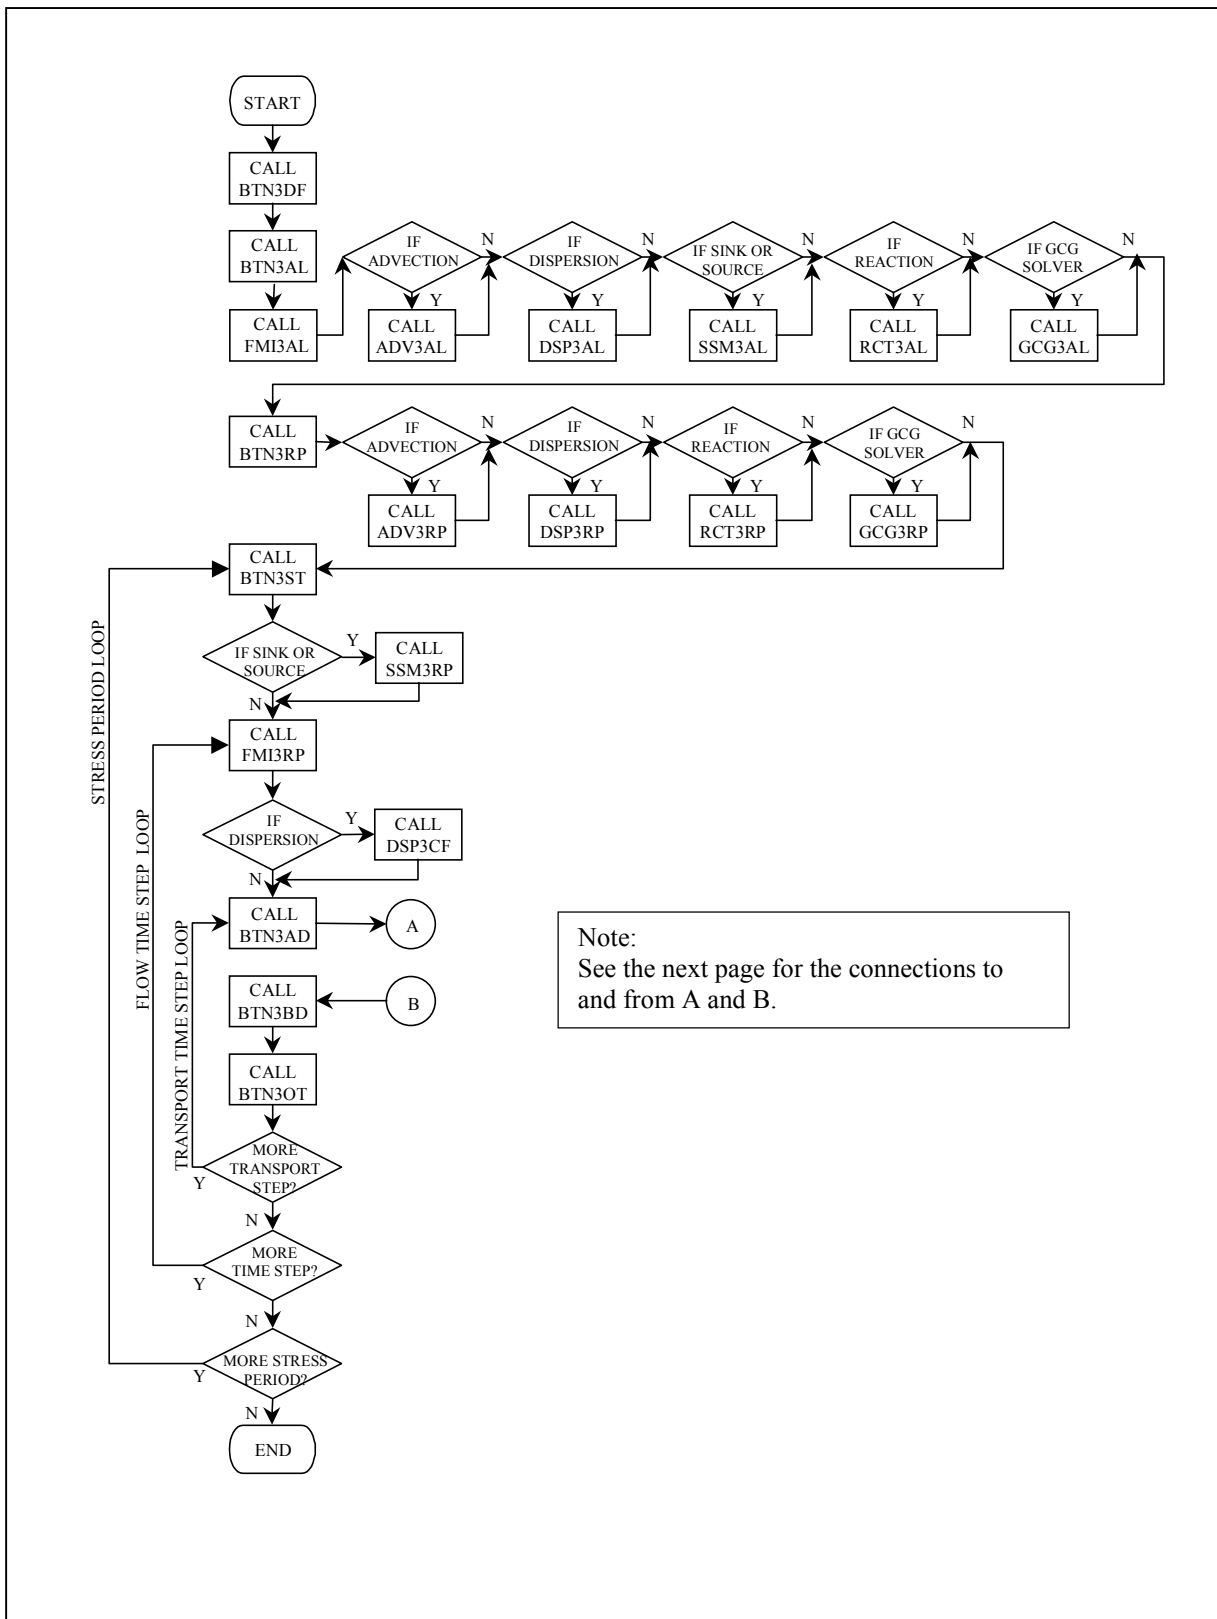 START
CALL
BTN3DF
CALL
BTN3AL
CALL
FMI3AL
IF
ADVECTION
N
Y
CALL
ADV3AL
IF
DISPERSION
N
Y
CALL
DSP3AL
IF SINK OR
SOURCE
N
Y
CALL
SSM3AL
IF
REACTION
N
Y
CALL
RCT3AL
IF GCG
SOLVER
N
Y
CALL
GCG3AL
CALL
BTN3RP
IF
ADVECTION
N
Y
CALL
ADV3RP
IF
DISPERSION
N
Y
CALL
DSP3RP
IF
REACTION
N
Y
CALL
RCT3RP
IF GCG
SOLVER
N
Y
CALL
GCG3RP
CALL
BTN3ST
IF SINK OR
SOURCE
Y
CALL
SSM3RP
N
CALL
FMI3RP
IF
DISPERSION
Y
CALL
DSP3CF
N
CALL
BTN3AD
A
CALL
BTN3BD
B
CALL
BTN3OT
MORE
TRANSPORT
STEP?
Y
N
MORE
TIME STEP?
Y
N
MORE STRESS
PERIOD?
Y
N
END
STRESS PERIOD LOOP
FLOW TIME STEP LOOP
TRANSPORT TIME STEP LOOP
Note:
See the next page for the connections to
and from A and B.